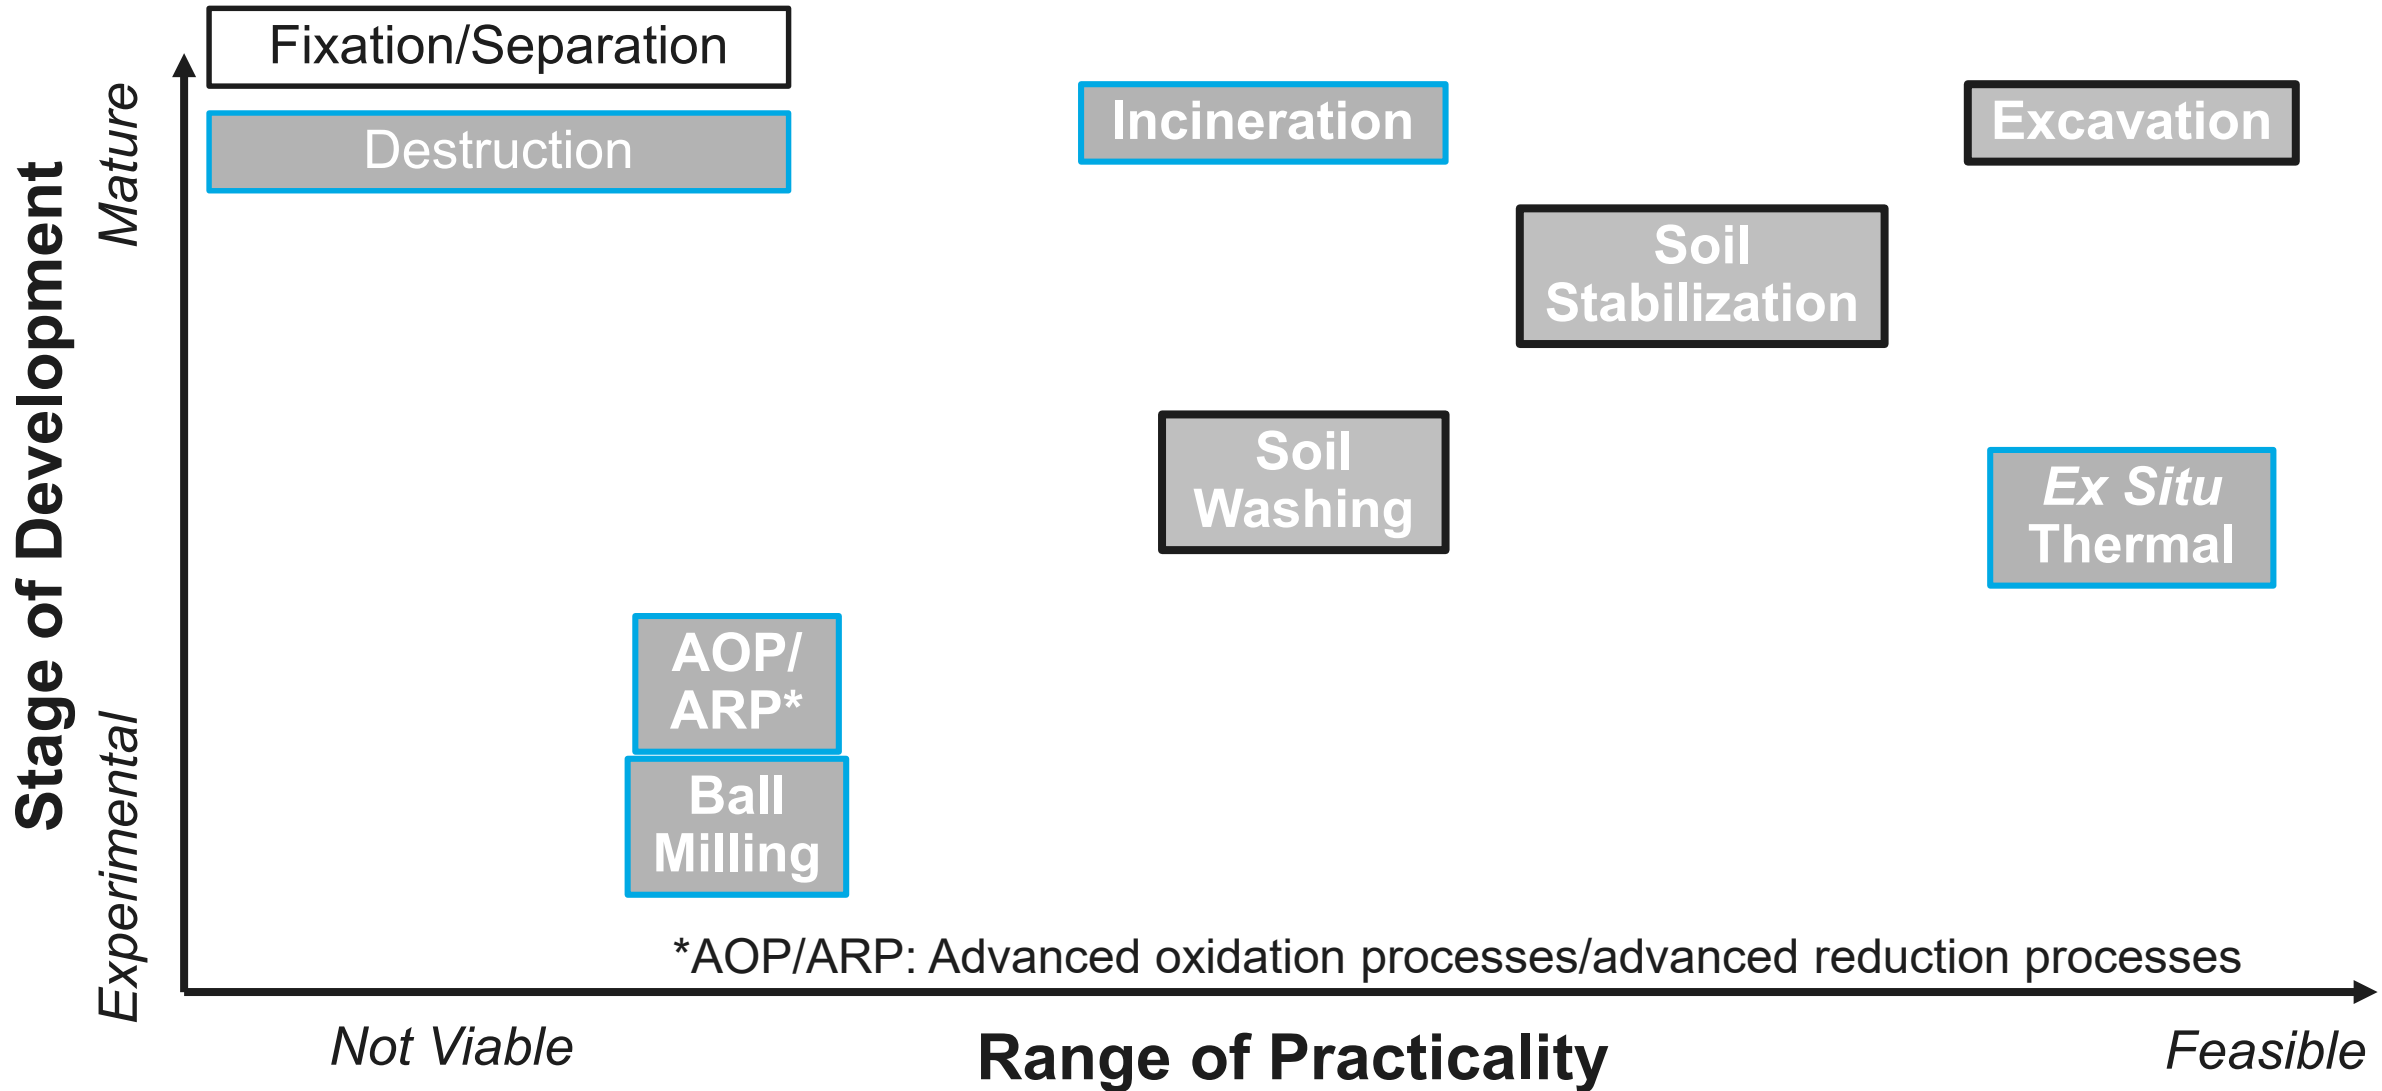 Fixation/Separation
Destruction
Incineration
Excavation
Soil
Stabilization
Soil
Washing
Ex Situ
Thermal
AOP/
ARP*
Ball
Milling
*AOP/ARP: Advanced oxidation processes/advanced reduction processes
Stage of Development
Mature
Experimental
Not Viable
Range of Practicality
Feasible